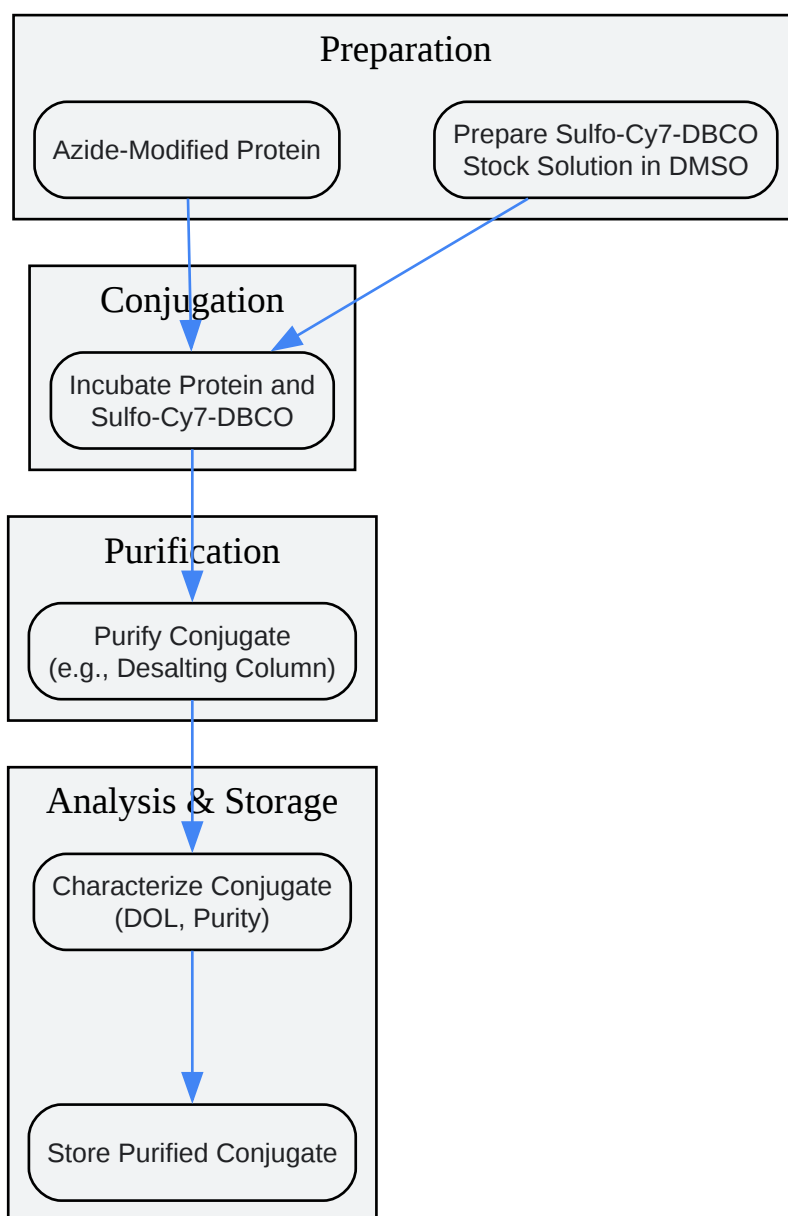 Preparation
Azide-Modified Protein
Prepare Sulfo-Cy7-DBCO
Stock Solution in DMSO
Conjugation
Incubate Protein and
Sulfo-Cy7-DBCO
Purification
Purify Conjugate
(e.g., Desalting Column)
Analysis & Storage
Characterize Conjugate
(DOL, Purity)
Store Purified Conjugate